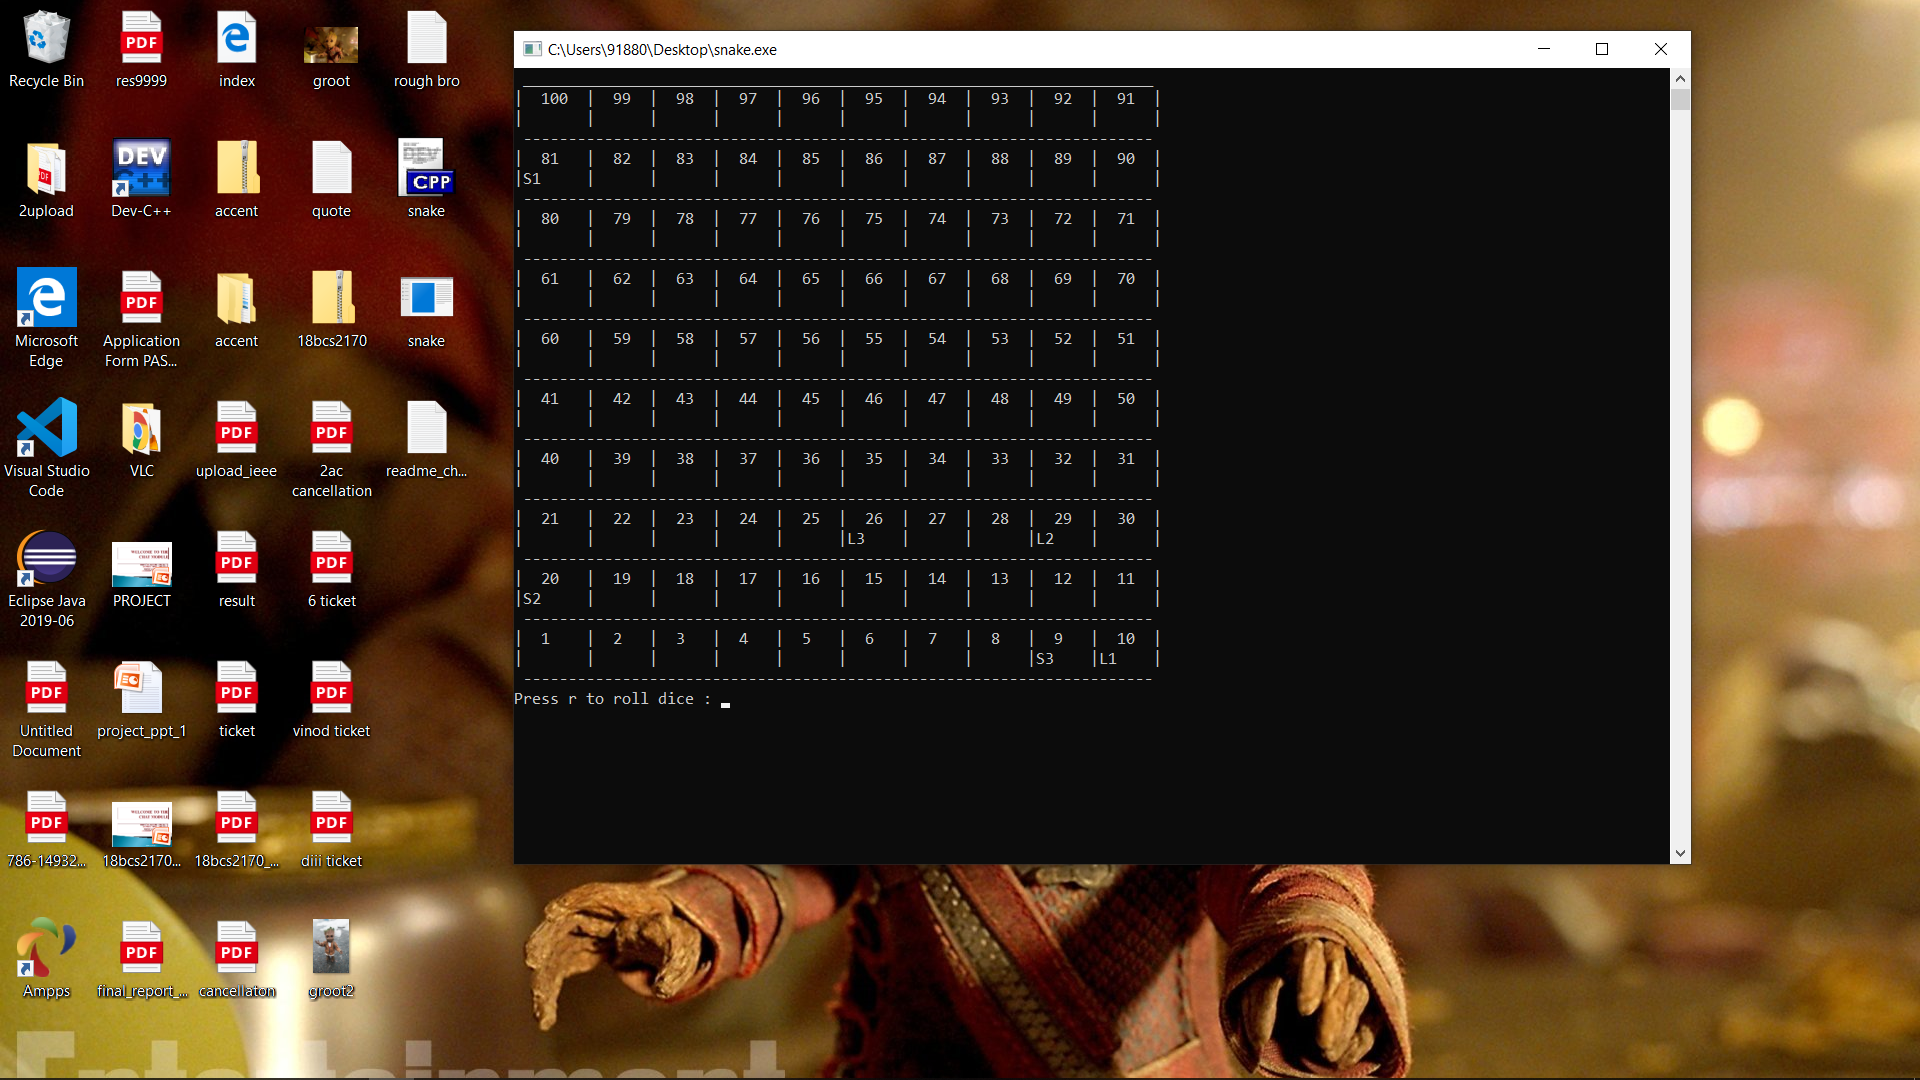 Recycle Bin
res9999
index
groot
rough bro
2upload
Dev-C++
accent
quote
snake
Microsoft Edge
Application Form PAS...
accent
18bcs2170
snake
Visual Studio Code
VLC
upload_ieee
2ac cancellation
readme_ch...
Eclipse Java 2019-06
PROJECT
result
6 ticket
Untitled Document
project_ppt_1
ticket
vinod ticket
786-14932...
18bcs2170...
18bcs2170_...
diii ticket
Ampps
final_report_...
cancellaton
groot2
C:\Users\91880\Desktop\snake.exe
| 100 | 99 | 98 | 97 | 96 | 95 | 94 | 93 | 92 | 91 |
| 81 | 82 | 83 | 84 | 85 | 86 | 87 | 88 | 89 | 90 |
|S1 | | | | | | | | | |
| 80 | 79 | 78 | 77 | 76 | 75 | 74 | 73 | 72 | 71 |
| 61 | 62 | 63 | 64 | 65 | 66 | 67 | 68 | 69 | 70 |
| 60 | 59 | 58 | 57 | 56 | 55 | 54 | 53 | 52 | 51 |
| 41 | 42 | 43 | 44 | 45 | 46 | 47 | 48 | 49 | 50 |
| 40 | 39 | 38 | 37 | 36 | 35 | 34 | 33 | 32 | 31 |
| 21 | 22 | 23 | 24 | 25 | 26 | 27 | 28 | 29 | 30 |
| | | | | |L3 | | |L2 | |
| 20 | 19 | 18 | 17 | 16 | 15 | 14 | 13 | 12 | 11 |
|S2 | | | | | | | | | |
| 1 | 2 | 3 | 4 | 5 | 6 | 7 | 8 | 9 | 10 |
| | | | | | | | |S3 |L1 |
Press r to roll dice :
Entertainment